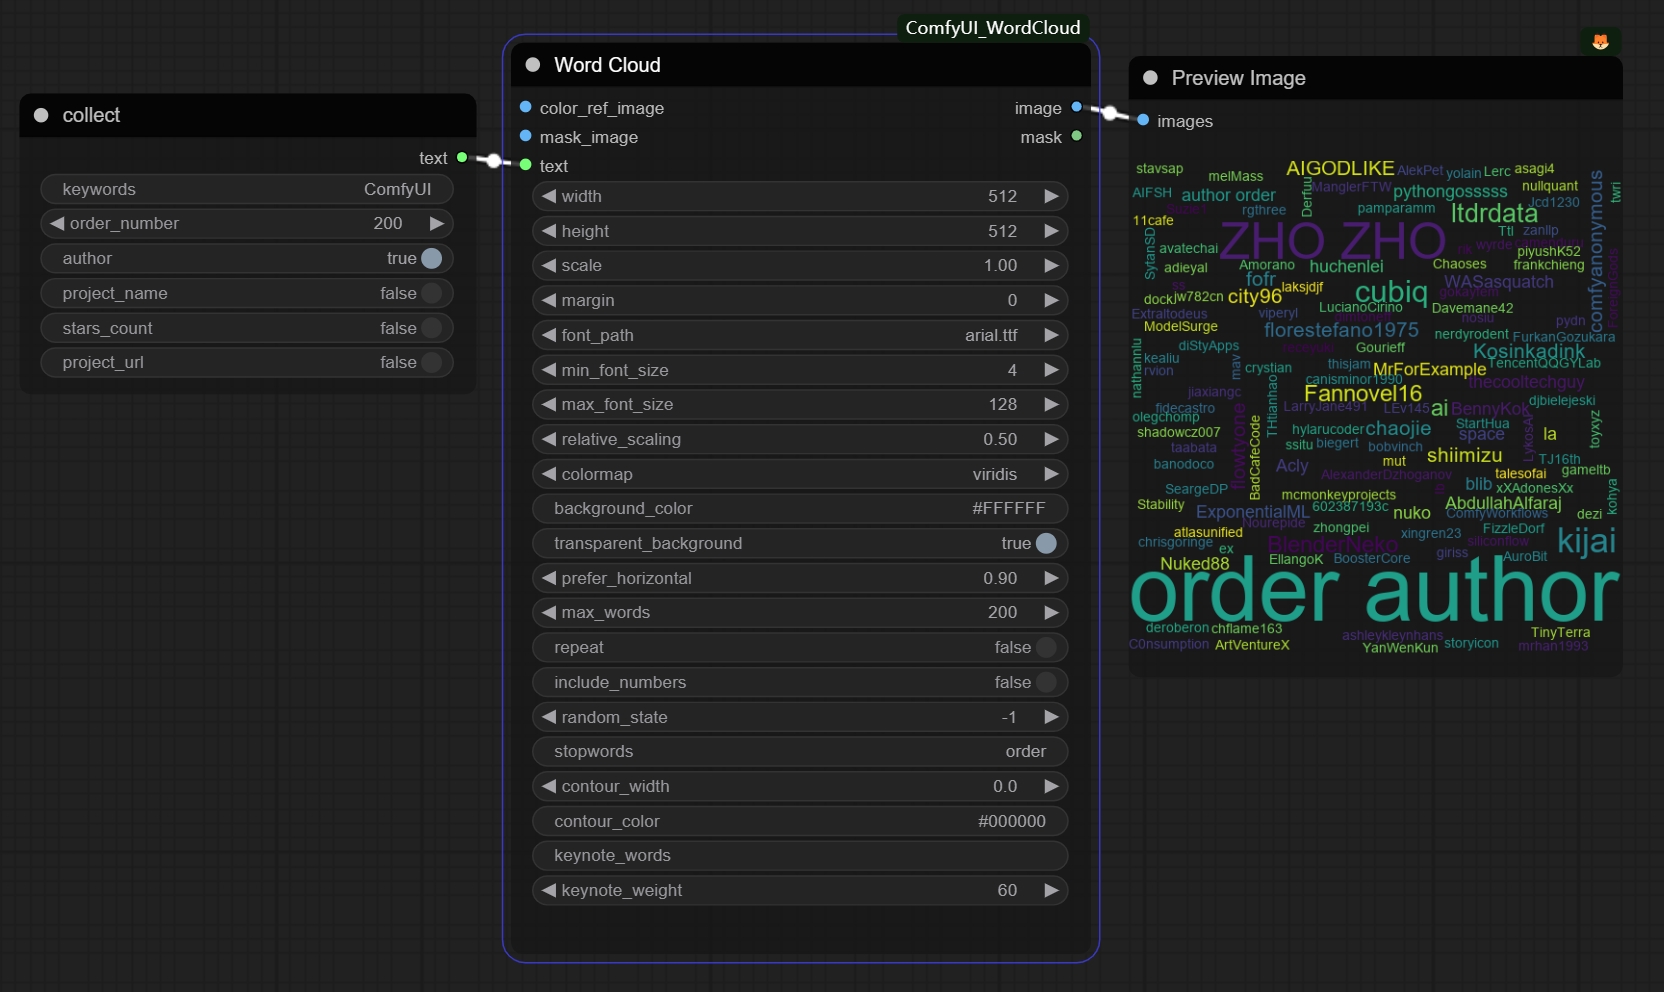 collect
text
keywords ComfyUI
order_number 200
author true
project_name false
stars_count false
project_url false
ComfyUI_WordCloud
Word Cloud
color_ref_image image
mask_image mask
text
width 512
height 512
scale 1.00
margin 0
font_path arial.ttf
min_font_size 4
max_font_size 128
relative_scaling 0.50
colormap viridis
background_color #FFFFFF
transparent_background true
prefer_horizontal 0.90
max_words 200
repeat false
include_numbers false
random_state -1
stopwords order
contour_width 0.0
contour_color #000000
keynote_words
keynote_weight 60
Preview Image
images
stavsap AIGODLIKE AlekPet yolain Lerc asagi4
melMass ManglerFTW nullquant
AIFSH author order Derfuu pythongosssss comfyanonymous twri
rgthree pamparamm ltdrdata Jcd1230
11cafe Ttl zanllp
SytanSD avatechai ZHO ZHO wyrde piyushK52
adieyal Amorano huchenlei Chaoses frankchieng
fofr WASasquatch
dockl jw782cn city96 laksjdjf cubiq
Extraltodeus viperyl LucianoCirino Davemane42
ModelSurge florestefano1975 pydn
nerdyrodent FurkanGozukara
nathannlu diStyApps Gourieff Kosinkadink
kealiu mav crystian thisjam MrForExample TencentQQGYLab
rvion canisminor1990 thecooltechguy
jiaxiangc THtianhao Fannovel16 djbielejeski
fidecastro LarryJane491 LEv145 ai BennyKok
olegchomp flowtyone StartHua toyxyz
shadowcz007 BadCafeCode hylarucoder chaojie space LykosAI la
taabata ssitu biegert bobvinch shiimizu
banodoco Acly mut TJ16th
AlexanderDzhoganov talesofai gameltb
SeargeDP mcmonkeyprojects blib xXAdonesXx kohya
Stability ExponentialML 602387193c nuko AbdullahAlfaraj
Nourepide ComfyWorkflows dezi
atlasunified zhongpei xingren23 FizzleDorf
chrisgoringe ex BlenderNeko siliconflow kijai
Nuked88 EllangoK BoosterCore giriss AuroBit
order author
deroberon chflame163 ashleykleynhans TinyTerra
C0nsumption ArtVentureX YanWenKun storyicon mrhan1993